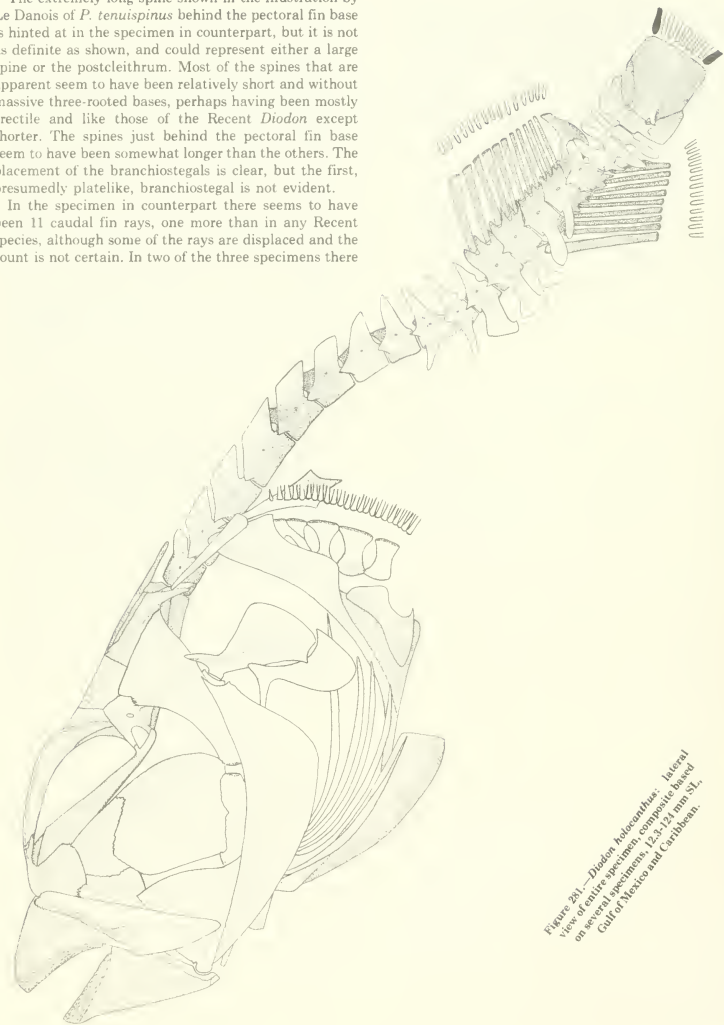 The extremely long spine shown in the illustration by
Le Danois of P. tenuispinus behind the pectoral fin base
is hinted at in the specimen in counterpart, but it is not
as definite as shown, and could represent either a large
spine or the postcleithrum. Most of the spines that are
apparent seem to have been relatively short and without
massive three-rooted bases, perhaps having been mostly
erectile and like those of the Recent Diodon except
shorter. The spines just behind the pectoral fin base
seem to have been somewhat longer than the others. The
placement of the branchiostegals is clear, but the first,
presumedly platelike, branchiostegal is not evident.
In the specimen in counterpart there seems to have
been 11 caudal fin rays, one more than in any Recent
species, although some of the rays are displaced and the
count is not certain. In two of the three specimens there
Figure 281.—Diodon holocanthus: lateral
view of entire specimen, composite based
on several specimens, 12.3-124 mm SL,
Gulf of Mexico and Caribbean.